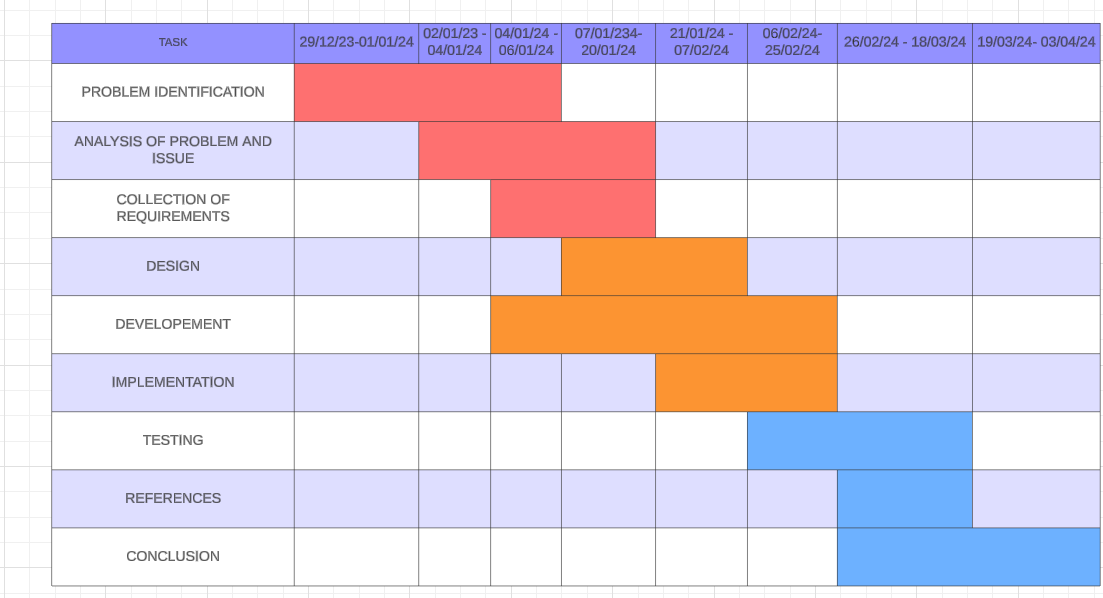 TASK
29/12/23-01/01/24
02/01/23 -
04/01/24
04/01/24 -
06/01/24
07/01/234-
20/01/24
21/01/24 -
07/02/24
06/02/24-
25/02/24
26/02/24 - 18/03/24
19/03/24- 03/04/24
PROBLEM IDENTIFICATION
ANALYSIS OF PROBLEM AND
ISSUE
COLLECTION OF
REQUIREMENTS
DESIGN
DEVELOPEMENT
IMPLEMENTATION
TESTING
REFERENCES
CONCLUSION